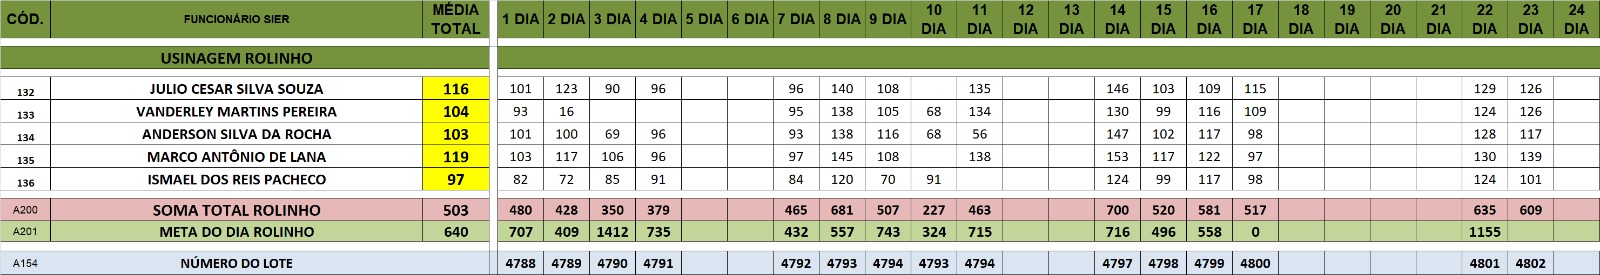 CÓD. FUNCIONÁRIO SIER MÉDIA TOTAL 1 DIA 2 DIA 3 DIA 4 DIA 5 DIA 6 DIA 7 DIA 8 DIA 9 DIA 10 DIA 11 DIA 12 DIA 13 DIA 14 DIA 15 DIA 16 DIA 17 DIA 18 DIA 19 DIA 20 DIA 21 DIA 22 DIA 23 DIA 24 DIA
USINAGEM ROLINHO
132 JULIO CESAR SILVA SOUZA 116 101 123 90 96 96 140 108 135 146 103 109 115 129 126
133 VANDERLEY MARTINS PEREIRA 104 93 16 95 138 105 68 134 130 99 116 109 124 126
134 ANDERSON SILVA DA ROCHA 103 101 100 69 96 93 138 116 68 56 147 102 117 98 128 117
135 MARCO ANTÔNIO DE LANA 119 103 117 106 96 97 145 108 138 153 117 122 97 130 139
136 ISMAEL DOS REIS PACHECO 97 82 72 85 91 84 120 70 91 124 99 117 98 124 101
A200 SOMA TOTAL ROLINHO 503 480 428 350 379 465 681 507 227 463 700 520 581 517 635 609
A201 META DO DIA ROLINHO 640 707 409 1412 735 432 557 743 324 715 716 496 558 0 1155
A154 NÚMERO DO LOTE 4788 4789 4790 4791 4792 4793 4794 4793 4794 4797 4798 4799 4800 4801 4802